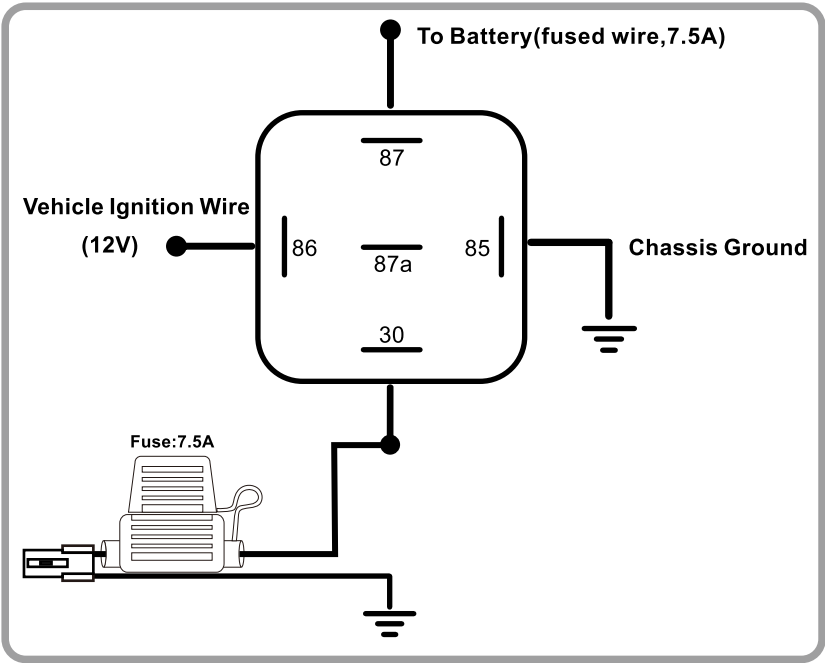 To Battery(fused wire,7.5A)
87
Vehicle Ignition Wire
(12V)
86
87a
85
Chassis Ground
30
Fuse:7.5A